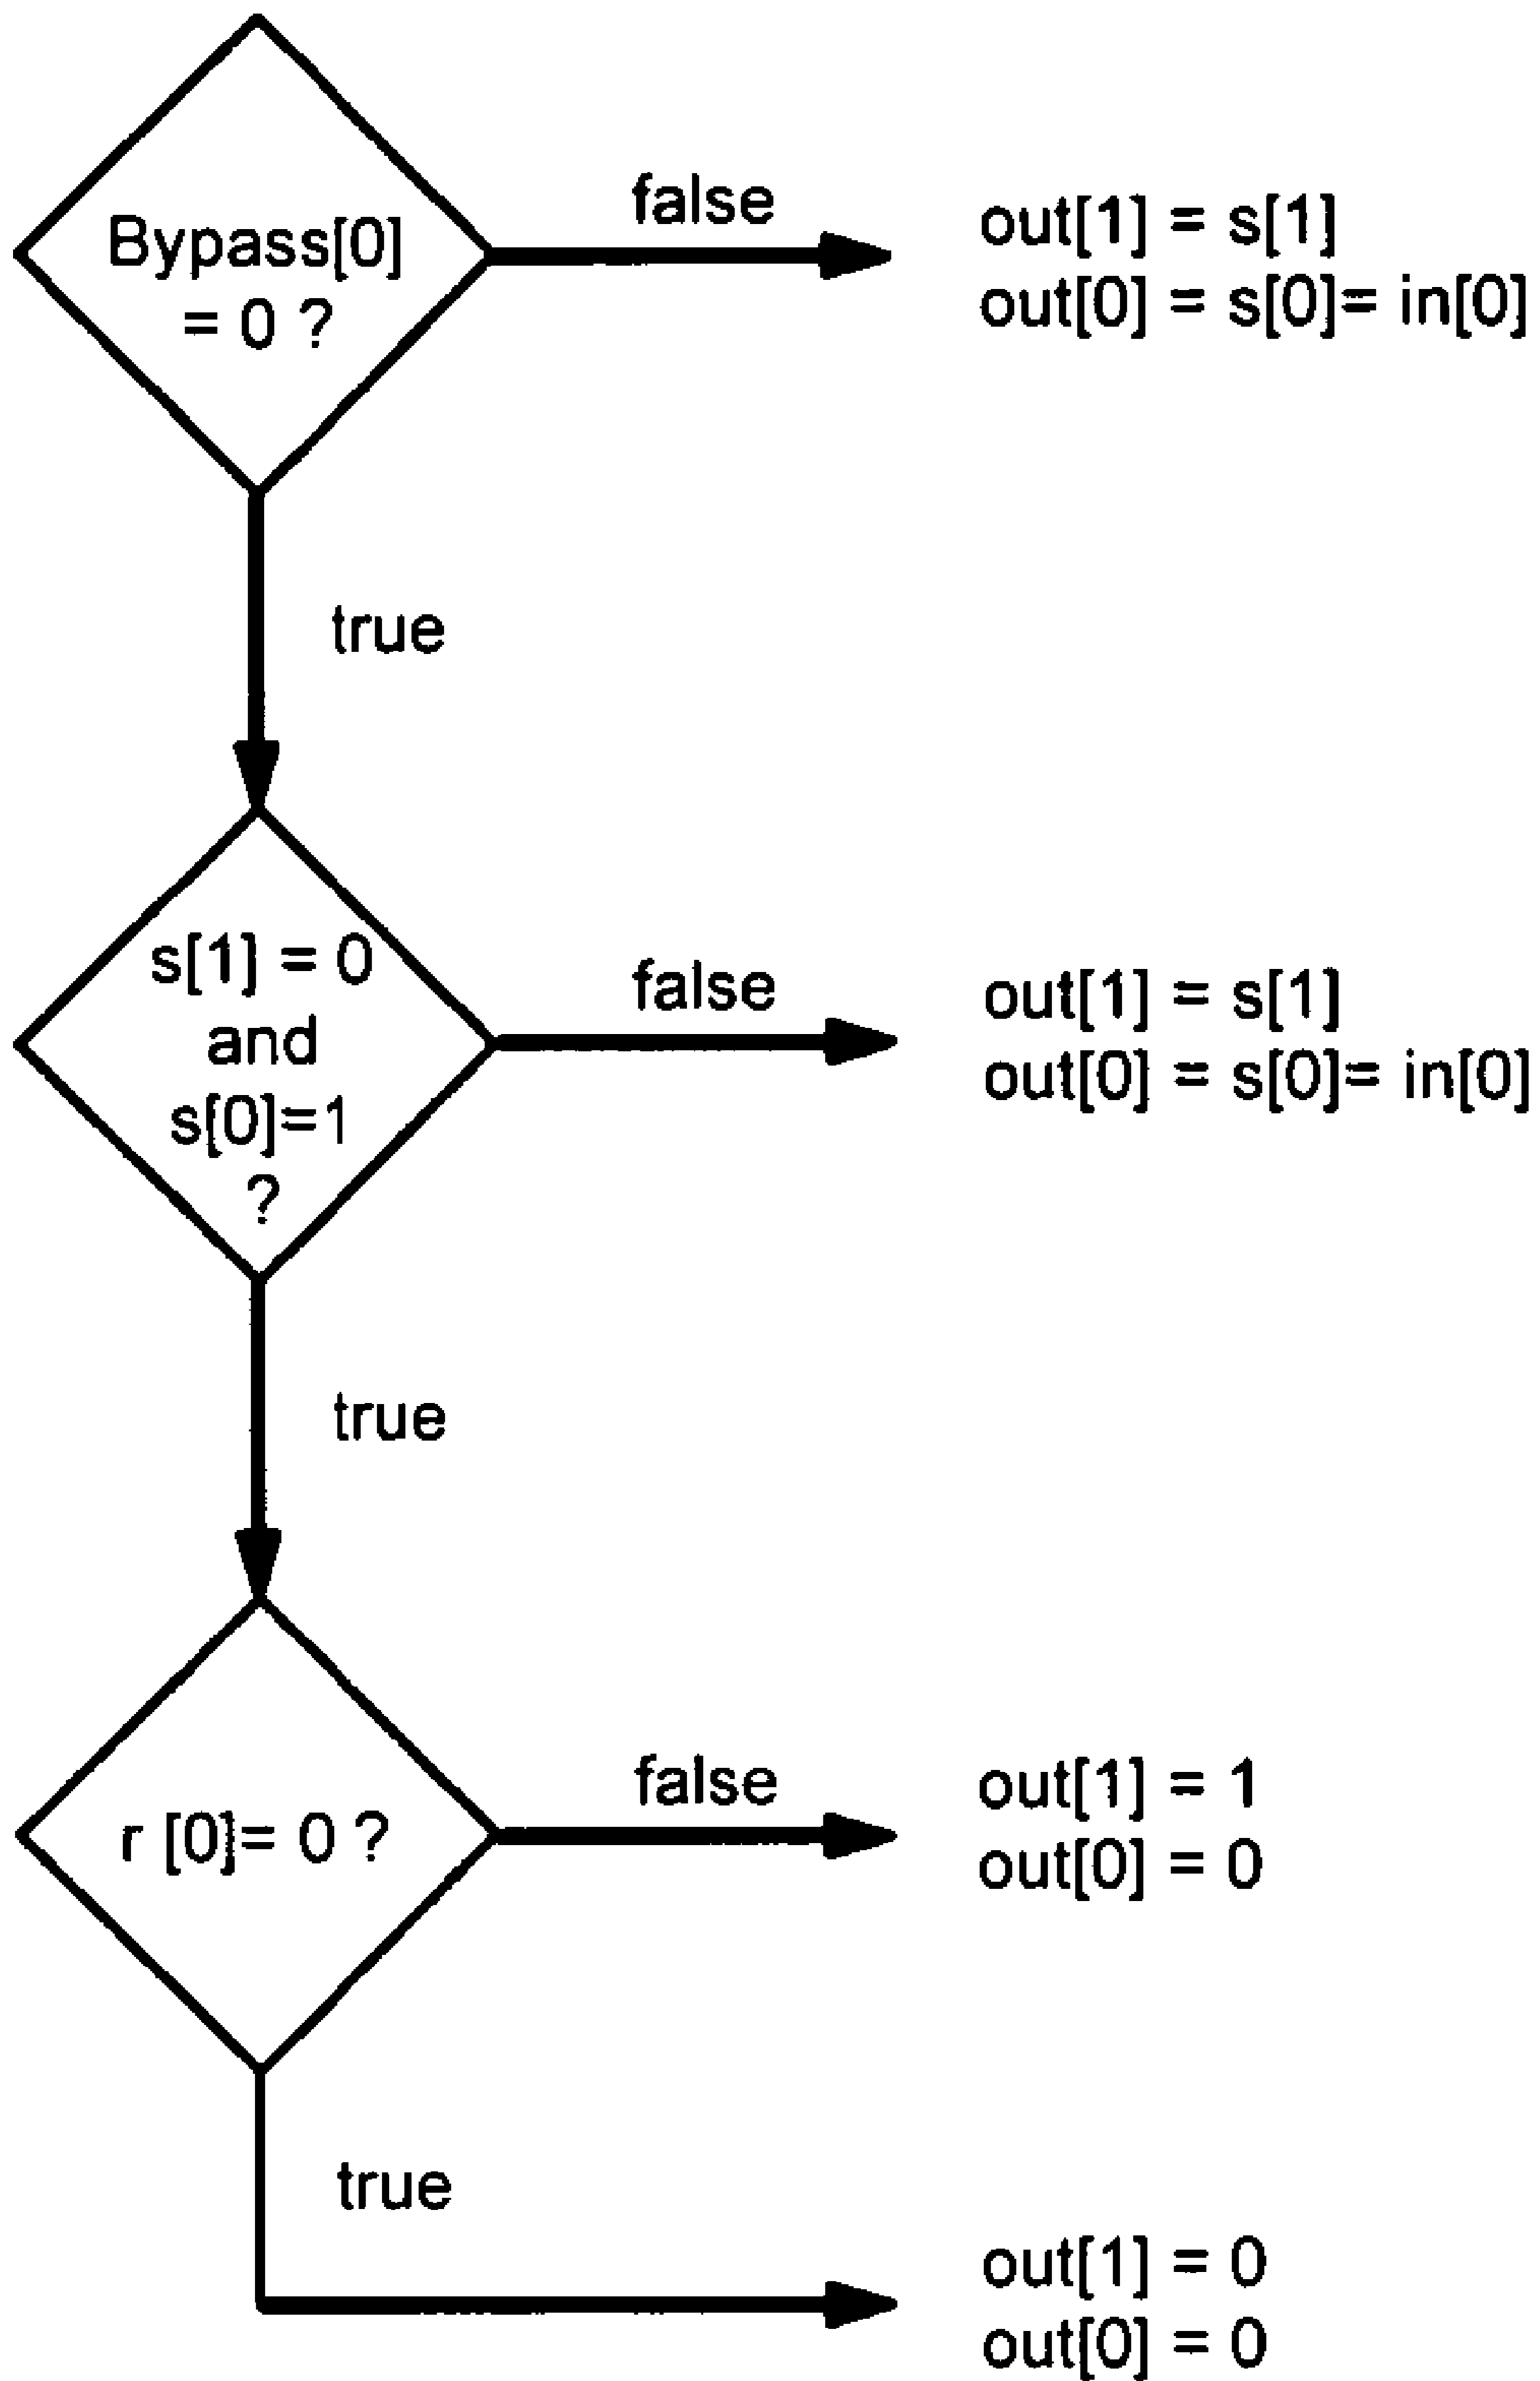 Bypass[0]
= 0 ?
false
out[1] = s[1]
out[0] = s[0]= in[0]
true
s[1] = 0
and
s[0]=1
?
false
out[1] = s[1]
out[0] = s[0]= in[0]
true
r [0]= 0 ?
false
out[1] = 1
out[0] = 0
true
out[1] = 0
out[0] = 0